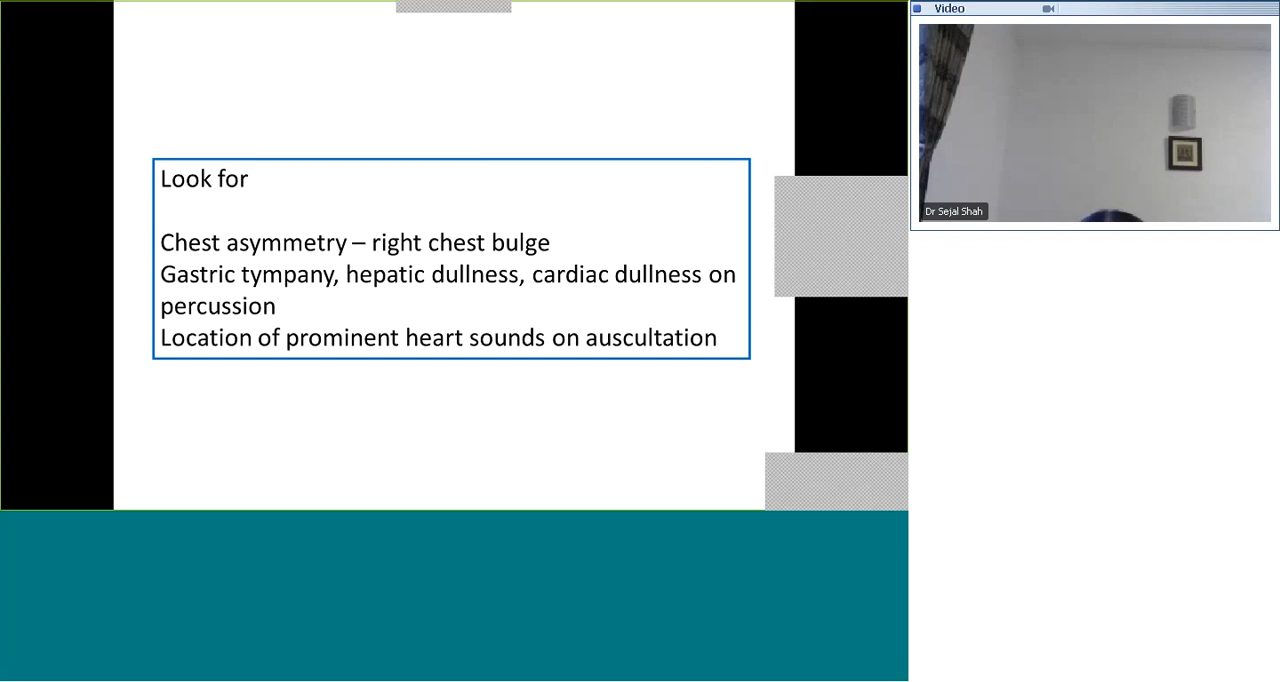 Look for
Chest asymmetry – right chest bulge
Gastric tympany, hepatic dullness, cardiac dullness on
percussion
Location of prominent heart sounds on auscultation
Video
Dr Sejal Shah